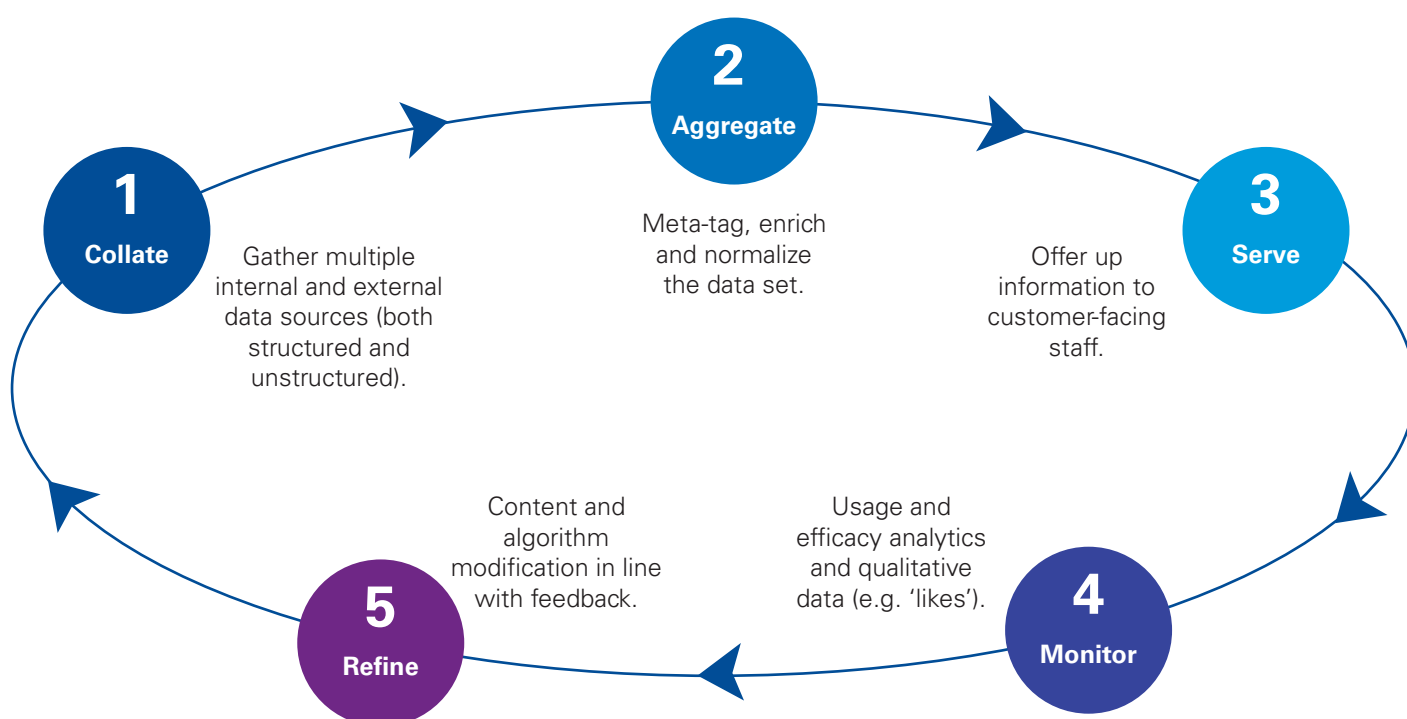 1
Collate
Gather multiple
internal and external
data sources (both
structured and
unstructured).
2
Aggregate
Meta-tag, enrich
and normalize
the data set.
3
Serve
Offer up
information to
customer-facing
staff.
4
Monitor
Usage and
efficacy analytics
and qualitative
data (e.g. ‘likes’).
5
Refine
Content and
algorithm
modification in line
with feedback.